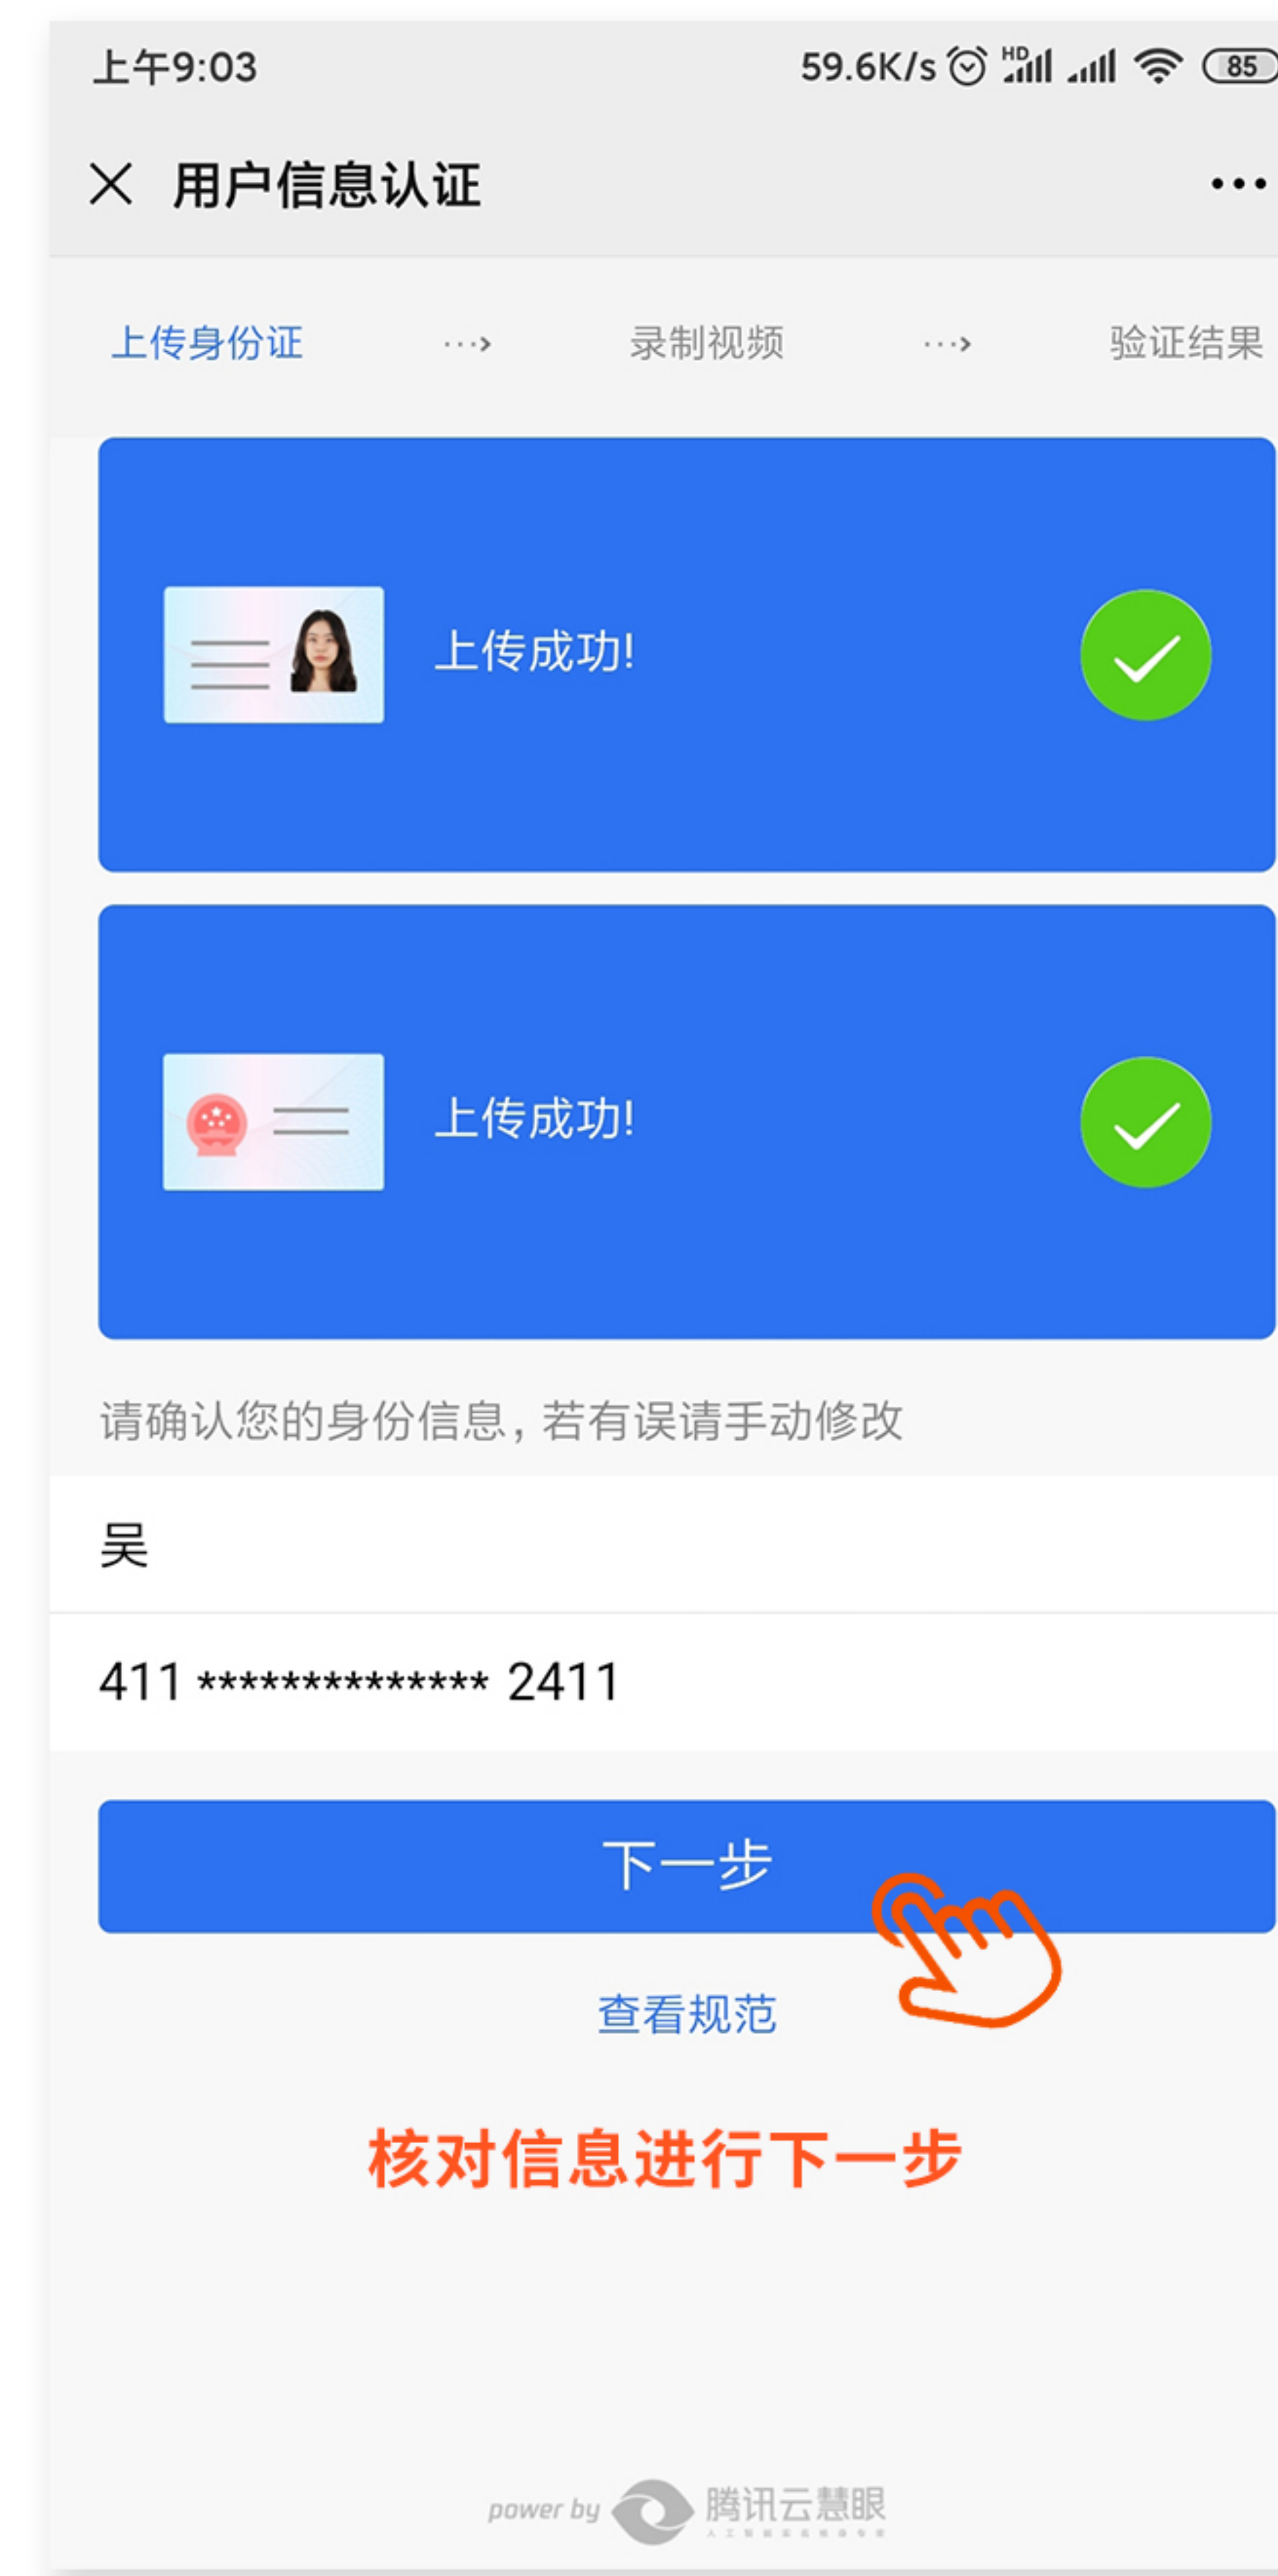 上午9:03 59.6K/s HD 85
用户信息认证
上传身份证 录制视频 验证结果
上传成功!
上传成功!
请确认您的身份信息，若有误请手动修改
吴
411 ************** 2411
下一步
查看规范
核对信息进行下一步
power by 腾讯云慧眼